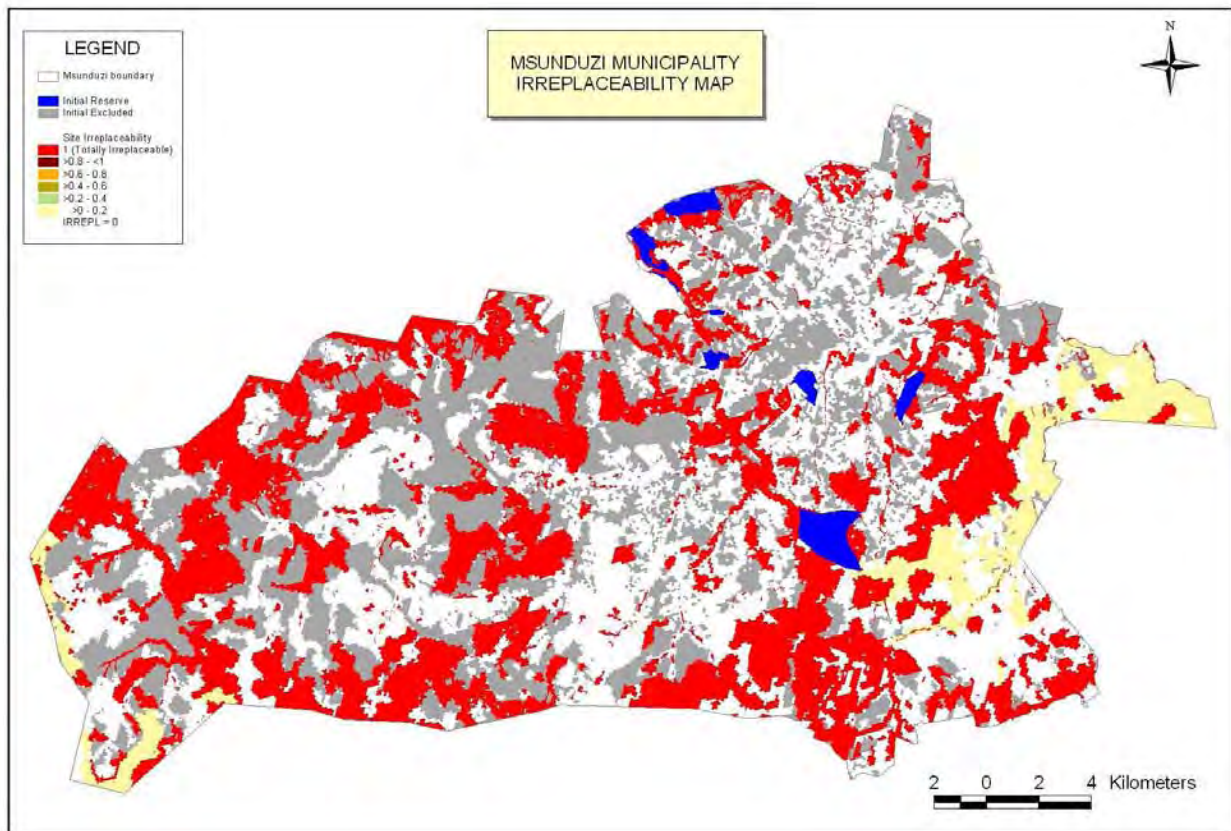 LEGEND
Msunduzi boundary
Initial Reserve
Initial Excluded
Site Irreplaceability
1 (Totally Irreplaceable)
>0.8 - <1
>0.6 - 0.8
>0.4 - 0.6
>0.2 - 0.4
>0 - 0.2
IRREPL = 0
MSUNDUZI MUNICIPALITY
IRREPLACEABILITY MAP
N
2 0 2 4 Kilometers